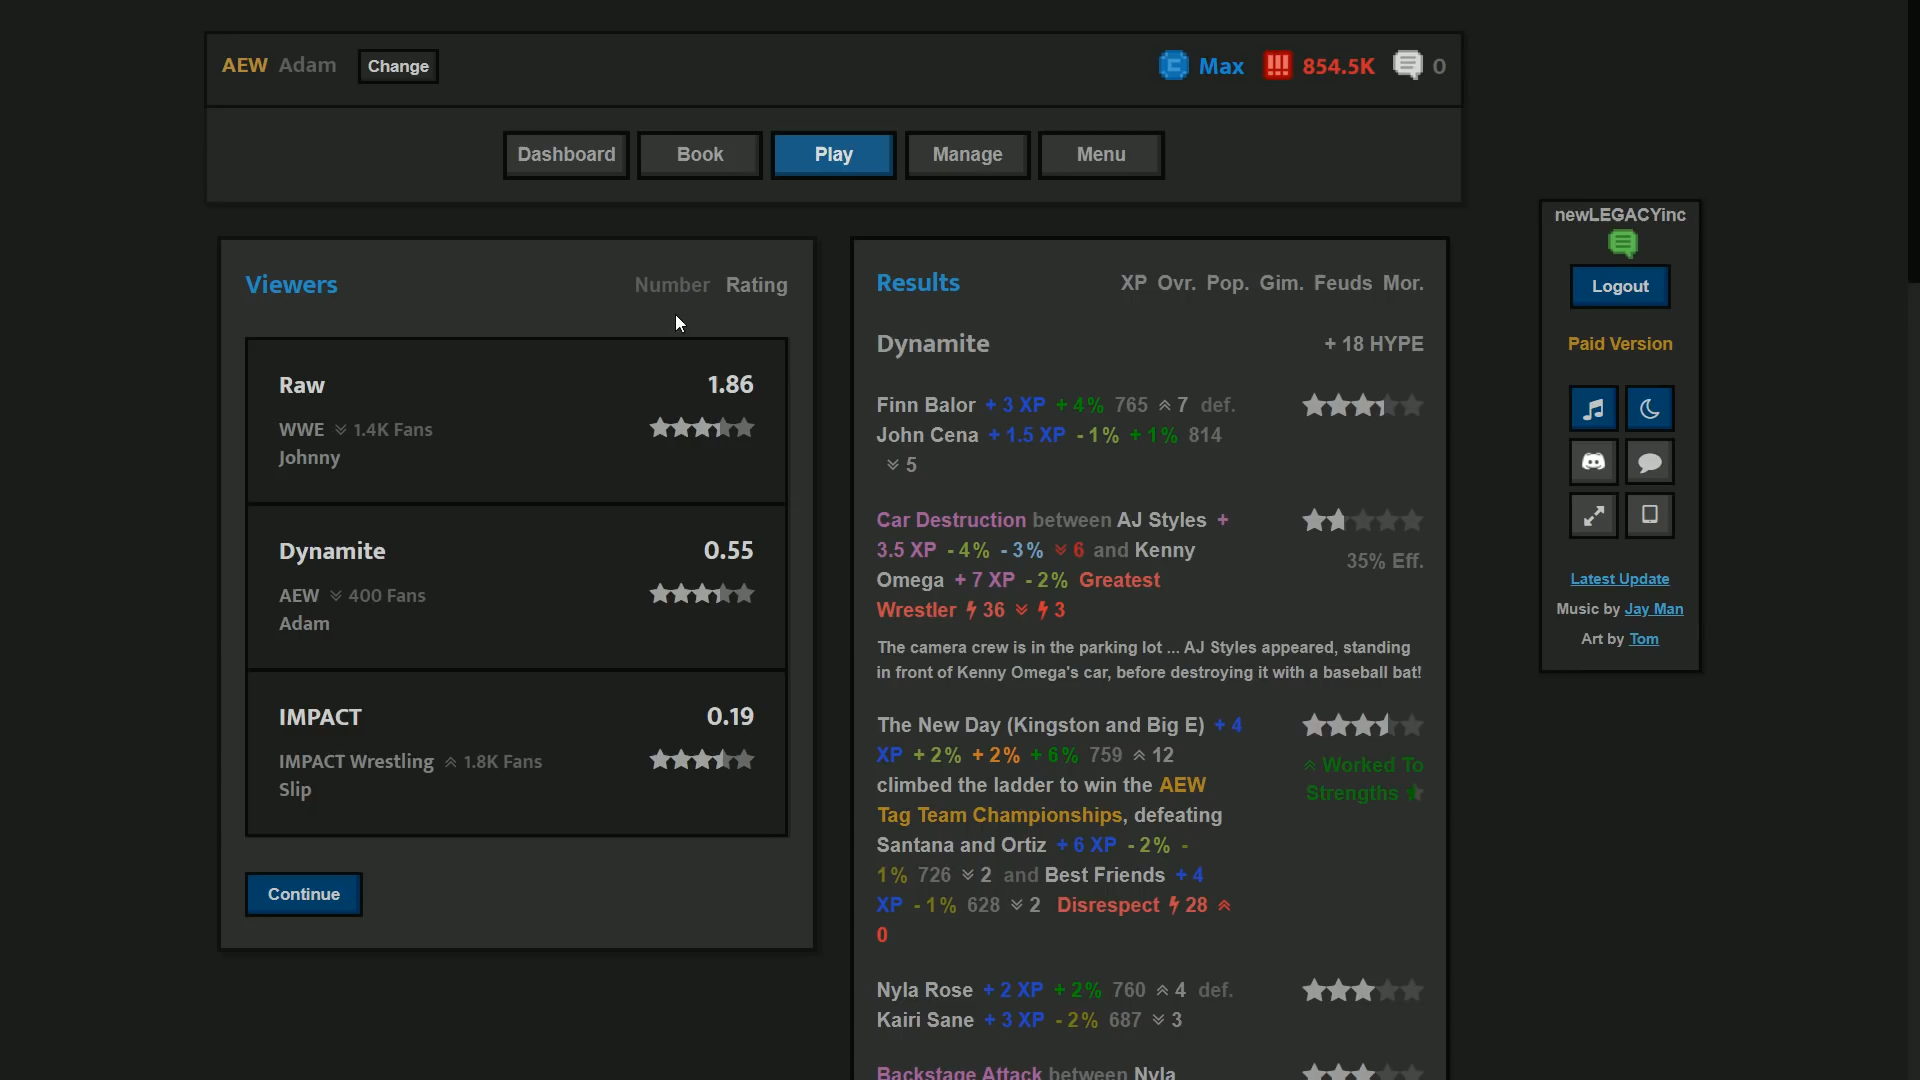 AEW Adam Change Max 854.5K 0
Dashboard Book Play Manage Menu
newLEGACYinc
Logout
Paid Version
Latest Update
Music by Jay Man
Art by Tom
Viewers Number Rating
Raw 1.86
WWE 1.4K Fans
Johnny
Dynamite 0.55
AEW 400 Fans
Adam
IMPACT 0.19
IMPACT Wrestling 1.8K Fans
Slip
Continue
Results XP Ovr. Pop. Gim. Feuds Mor.
Dynamite + 18 HYPE
Finn Balor + 3 XP + 4% 765 7 def.
John Cena + 1.5 XP - 1% + 1% 814
5
Car Destruction between AJ Styles +
3.5 XP - 4% - 3% 6 and Kenny
35% Eff.
Omega + 7 XP - 2% Greatest
Wrestler 36 3
The camera crew is in the parking lot ... AJ Styles appeared, standing
in front of Kenny Omega's car, before destroying it with a baseball bat!
The New Day (Kingston and Big E) + 4
XP + 2% + 2% + 6% 759 12
Worked To
Strengths
climbed the ladder to win the AEW
Tag Team Championships, defeating
Santana and Ortiz + 6 XP - 2% -
1% 726 2 and Best Friends + 4
XP - 1% 628 2 Disrespect 28
0
Nyla Rose + 2 XP + 2% 760 4 def.
Kairi Sane + 3 XP - 2% 687 3
Backstage Attack between Nyla